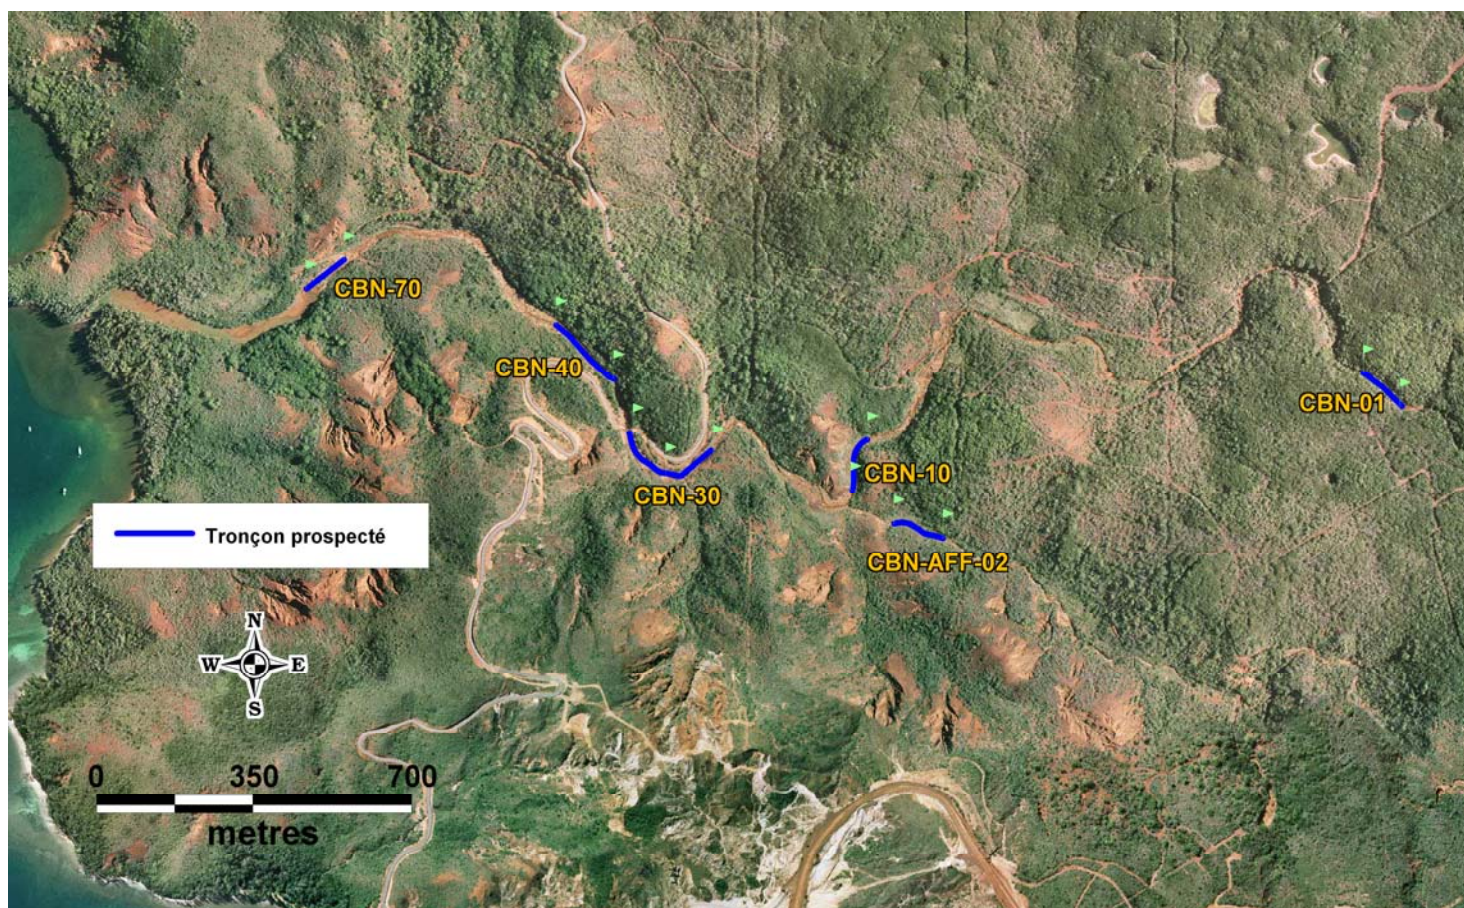 CBN-70
CBN-40
CBN-01
CBN-10
CBN-30
CBN-AFF-02
Tronçon prospecté
N
W E
S
0 350 700
metres